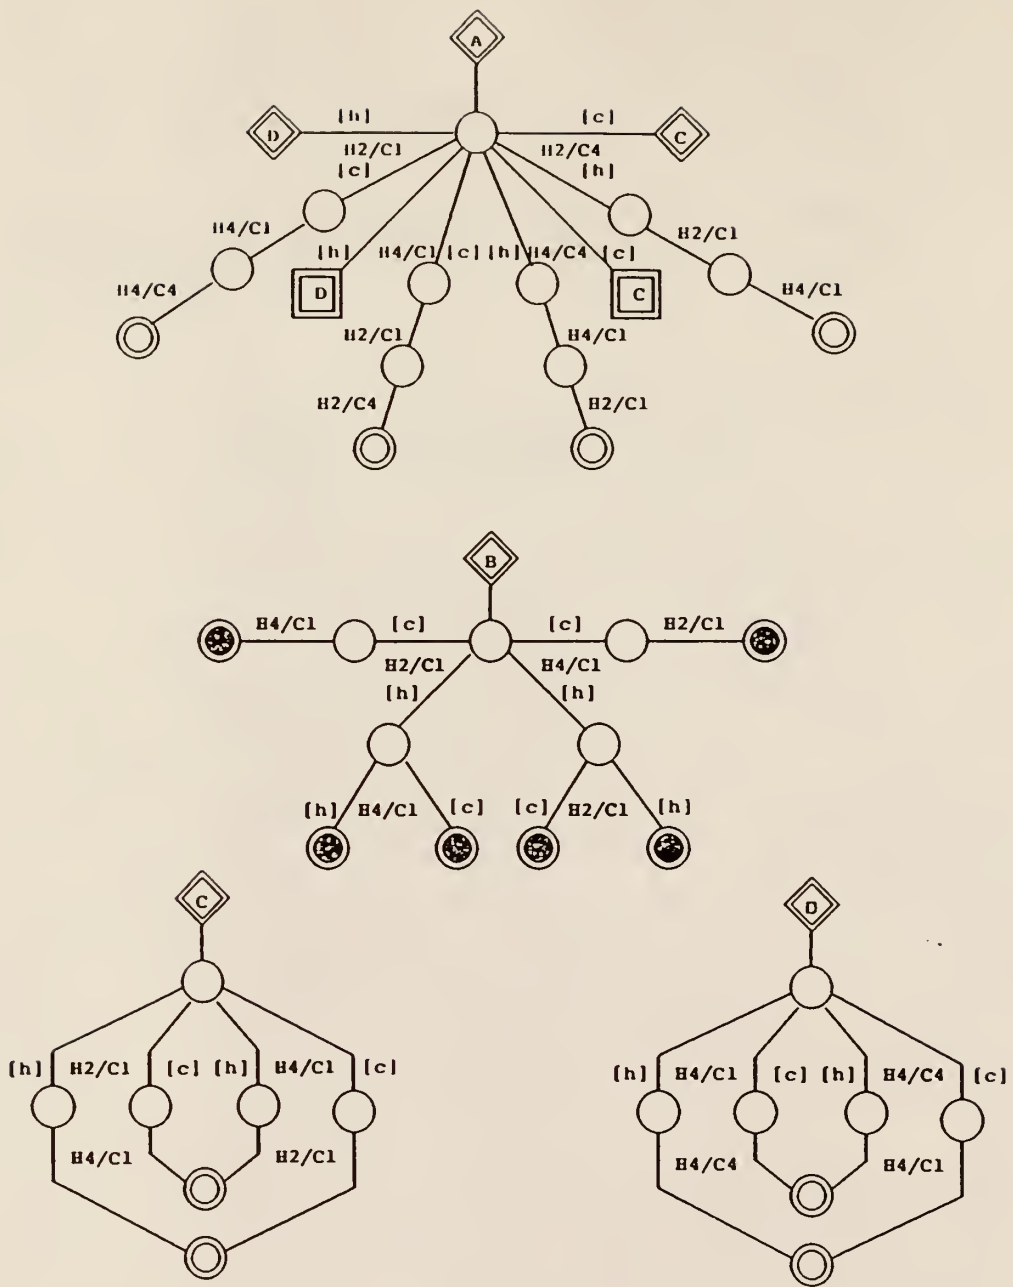 A
[h] [c]
D C
H2/C1 H2/C4
[c] [h]
H4/C1 H2/C1
[h] H4/C1 [c] [h] H4/C4 [c]
H4/C4 D C H4/C1
H2/C1 H4/C1
H2/C4 H2/C1
B
H4/C1 [c] [c] H2/C1
H2/C1 H4/C1
[h] [h]
[h] H4/C1 [c] [c] H2/C1 [h]
C D
[h] H2/C1 [c] [h] H4/C1 [c]
[h] H4/C1 [c] [h] H4/C4 [c]
H4/C1 H2/C1
H4/C4 H4/C1